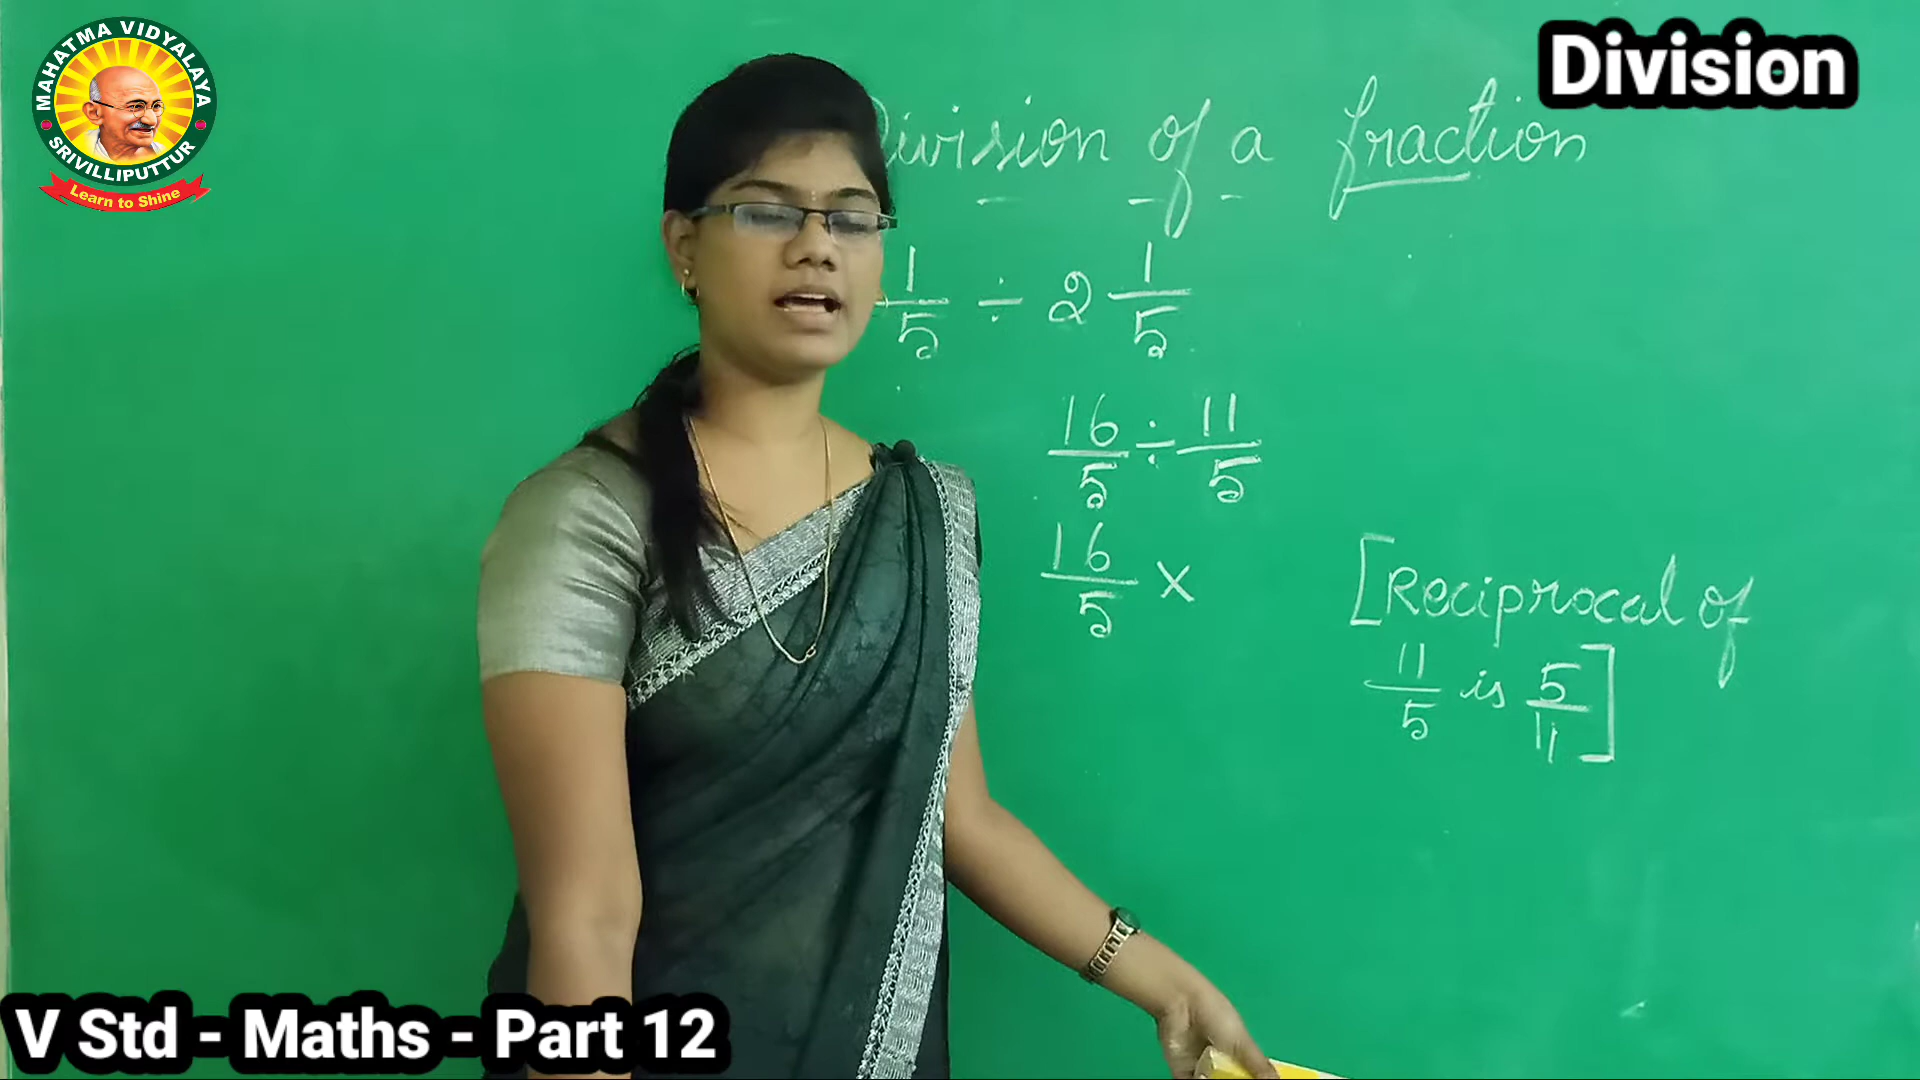 MAHATMA VIDYALAYA
SRIVILLIPUTTUR
Learn to Shine
Division
ivision of a fraction
1/5 ÷ 2 1/5
16/5 ÷ 11/5
16/5 ×
[Reciprocal of
11/5 is 5/11]
V Std - Maths - Part 12